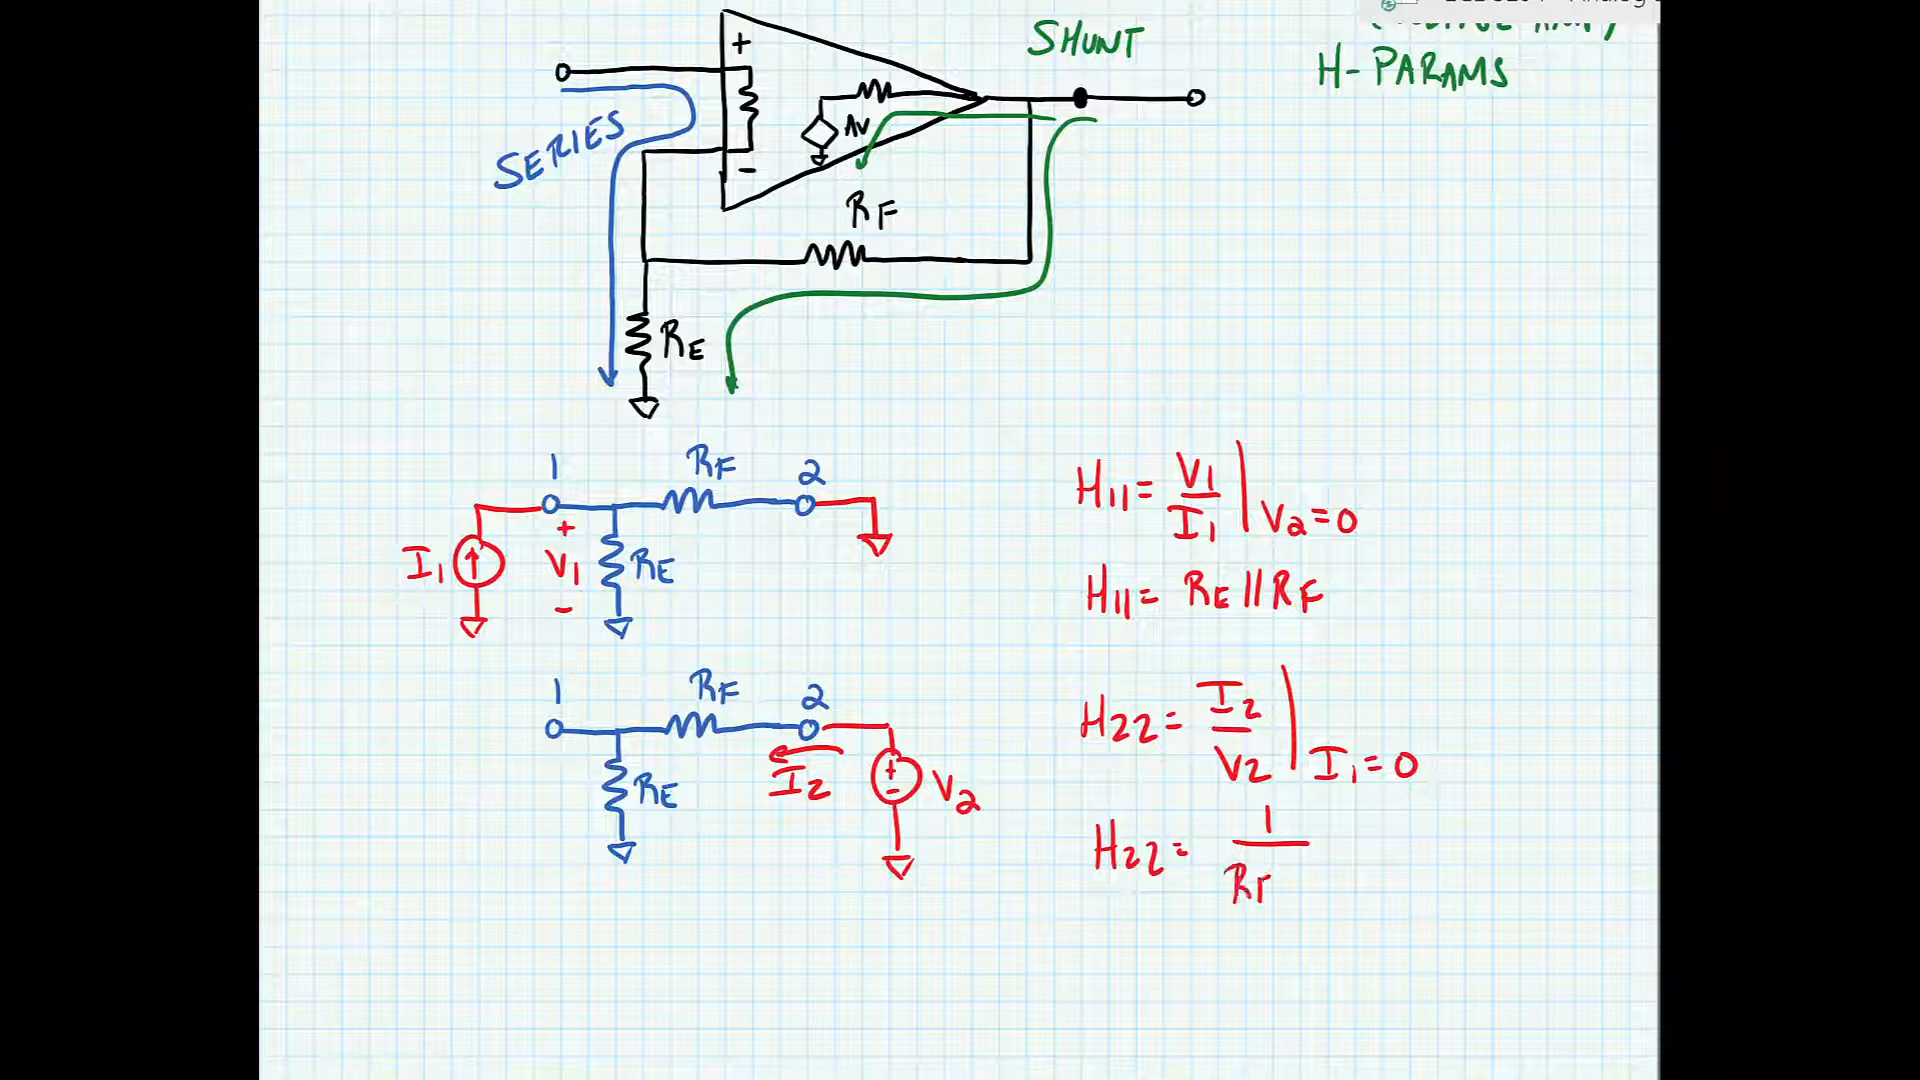 SHUNT
H-PARAMS
+
SERIES
AV
-
RF
RE
1 RF 2
I1 + V1 - RE
H11 = V1/I1 | V2=0
H11 = RE||RF
1 RF 2
RE I2 + - V2
H22 = I2/V2 | I1=0
H22 = 1/Rr